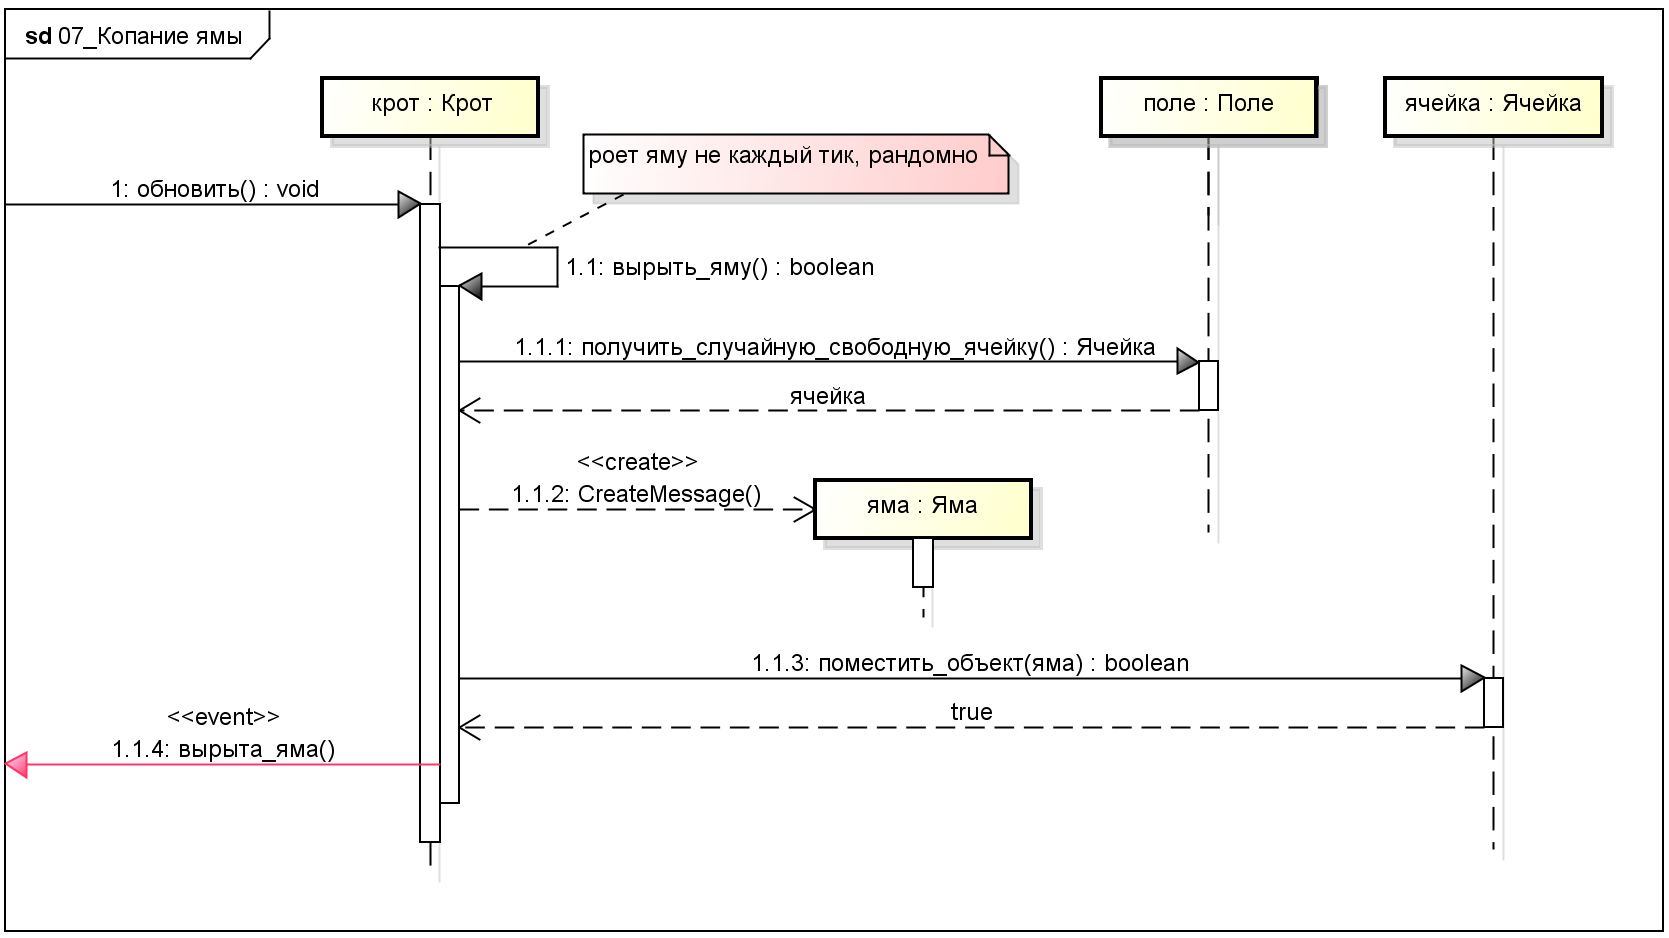 sd 07_Копание ямы
крот : Крот
поле : Поле
ячейка : Ячейка
роет яму не каждый тик, рандомно
1: обновить() : void
1.1: вырыть_яму() : boolean
1.1.1: получить_случайную_свободную_ячейку() : Ячейка
ячейка
<<create>>
1.1.2: CreateMessage()
яма : Яма
1.1.3: поместить_объект(яма) : boolean
true
<<event>>
1.1.4: вырыта_яма()